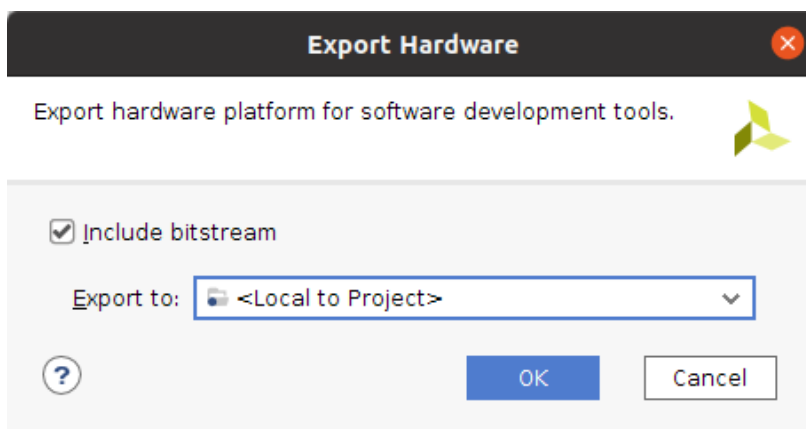 Export Hardware
Export hardware platform for software development tools.
Include bitstream
Export to: <Local to Project>
?
OK Cancel